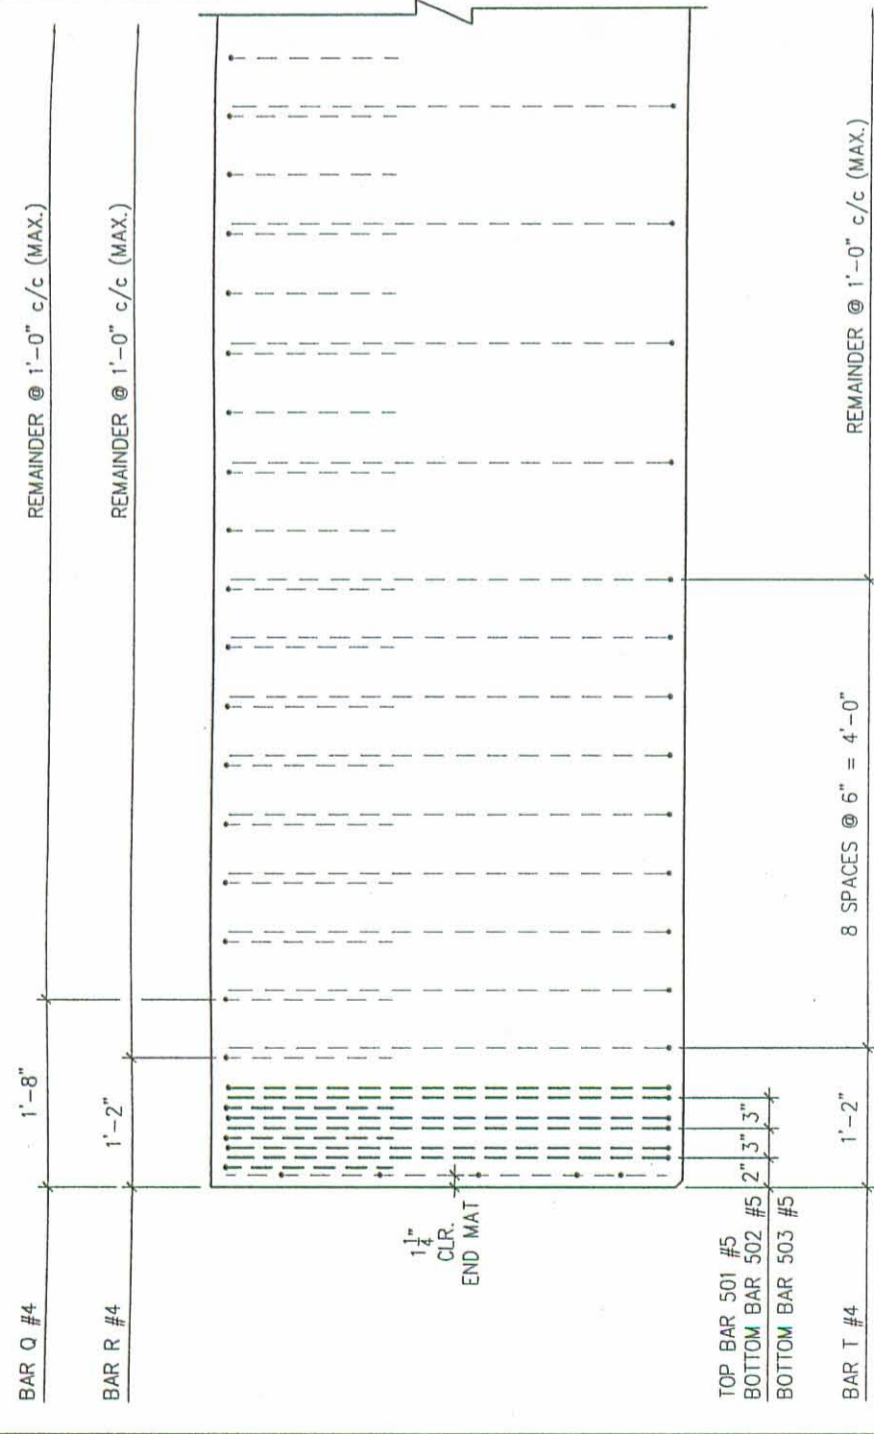 BAR Q #4
1'-8"
REMAINDER @ 1'-0" c/c (MAX.)
BAR R #4
1'-2"
REMAINDER @ 1'-0" c/c (MAX.)
1 1/4"
CLR.
END MAT
TOP BAR 501 #5
BOTTOM BAR 502 #5
BOTTOM BAR 503 #5
2" 3" 3"
BAR T #4
1'-2"
8 SPACES @ 6" = 4'-0"
REMAINDER @ 1'-0" c/c (MAX.)